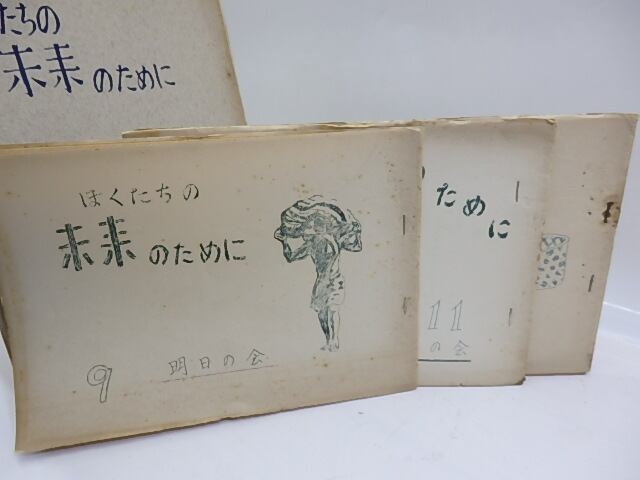 たちの
未来のために
ぼくたちの
未来のために
9
明日の会
ために
11
の会